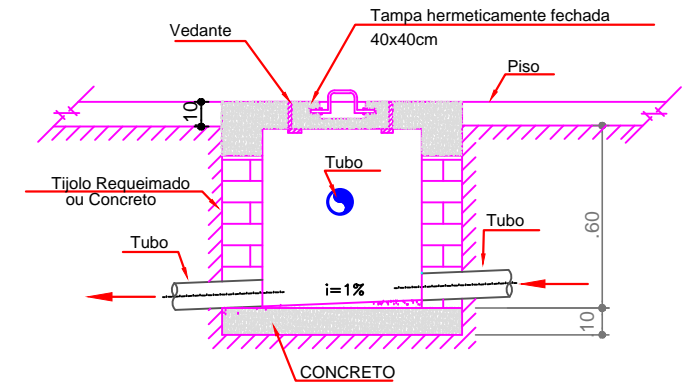 Tampa hermeticamente fechada
40x40cm
Vedante
Piso
10
Tubo
Tijolo Requeimado
ou Concreto
.60
Tubo
Tubo
i=1%
.10
CONCRETO